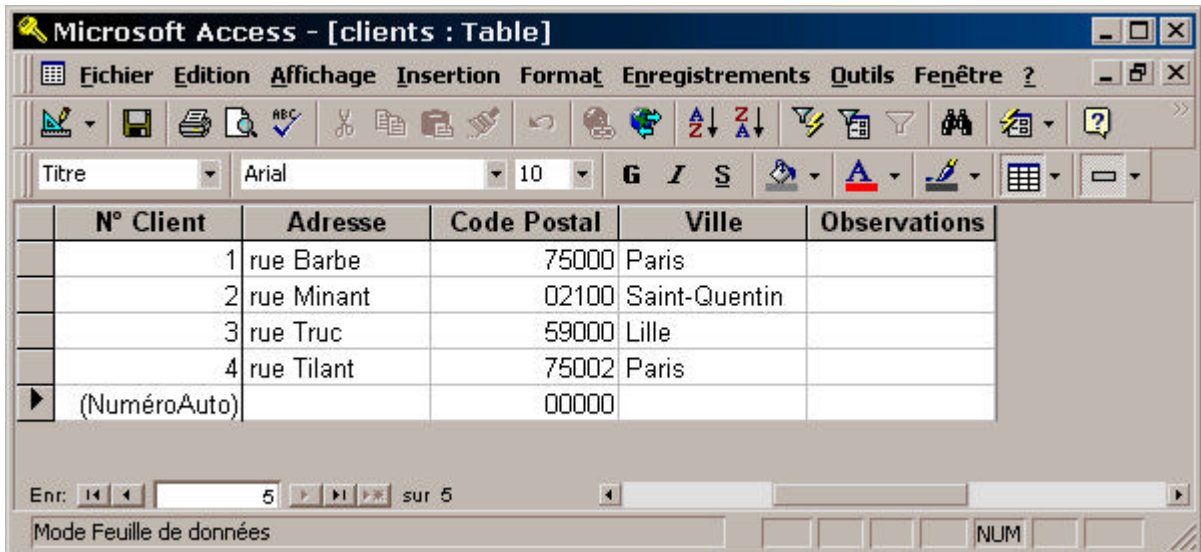 Microsoft Access - [clients : Table]
Fichier Edition Affichage Insertion Format Enregistrements Outils Fenêtre ?
ABC A Z Z A ?
Titre Arial 10 G I S A
N° Client Adresse Code Postal Ville Observations
1 rue Barbe 75000 Paris
2 rue Minant 02100 Saint-Quentin
3 rue Truc 59000 Lille
4 rue Tilant 75002 Paris
(NuméroAuto) 00000
Enr: 5 sur 5
Mode Feuille de données NUM